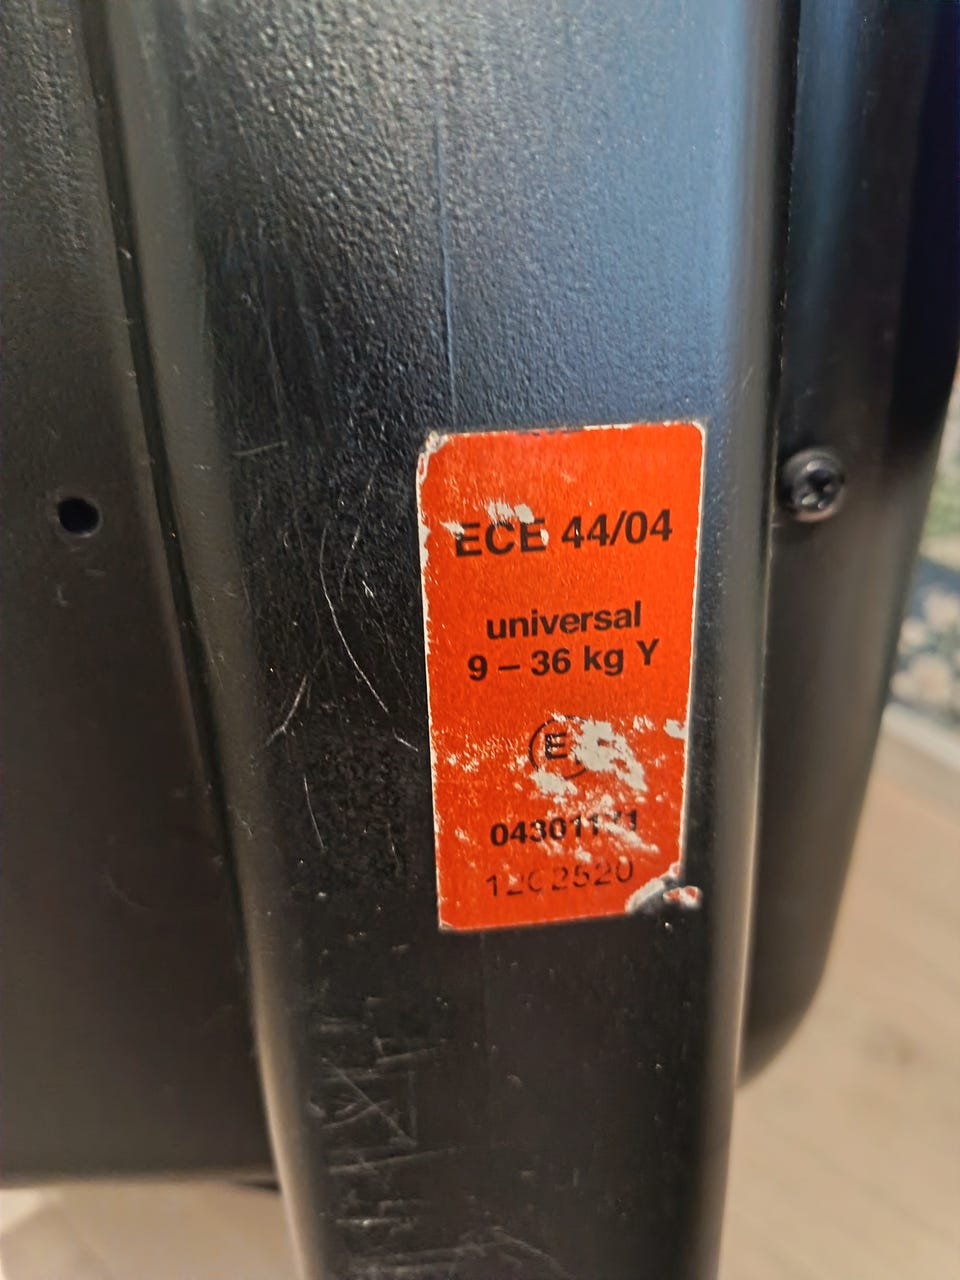 ECE 44/04
universal
9 – 36 kg Y
E